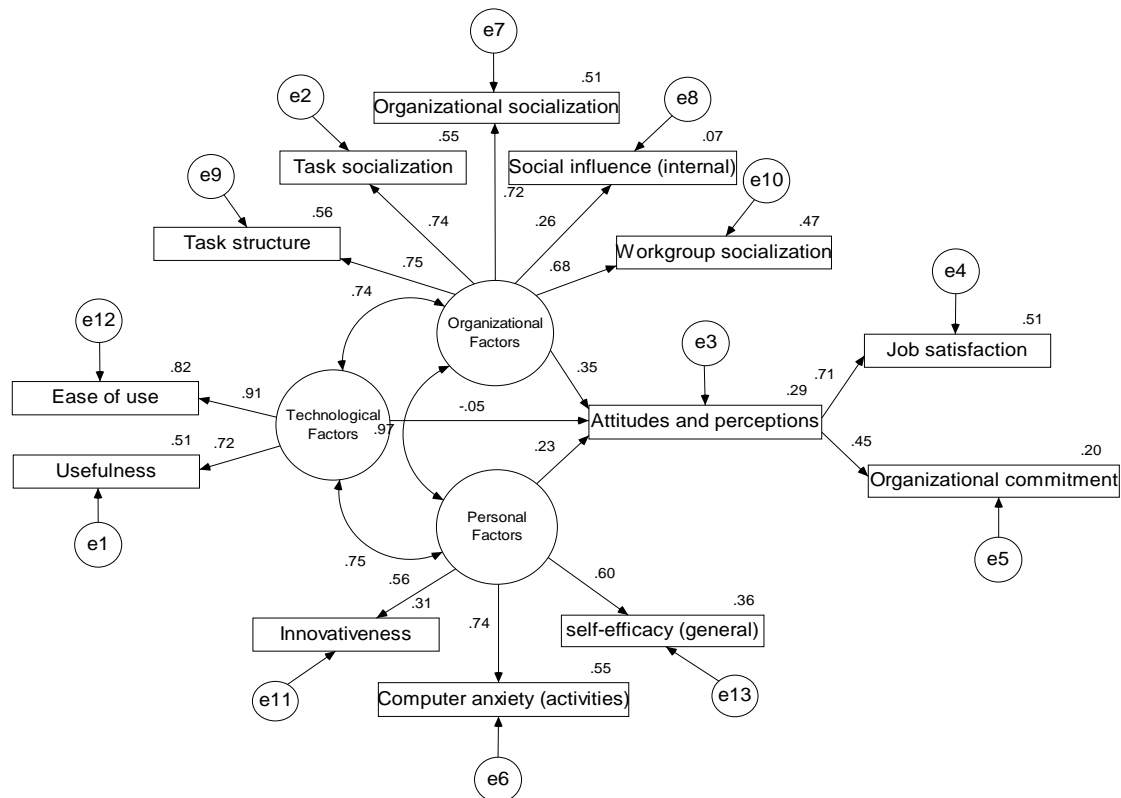 e7
.51
Organizational socialization
e2
e8
.55
.07
Task socialization
Social influence (internal)
e9
e10
.72
.56
.74
.26
.47
Task structure
Workgroup socialization
.75
.68
.74
e4
Organizational
Factors
e12
e3
.51
Job satisfaction
.82
.35
.71
.29
Ease of use
.91
-.05
Technological
Factors
.97
Attitudes and perceptions
.51
.72
.23
.45
.20
Usefulness
Organizational commitment
Personal
Factors
e1
e5
.75
.56
.60
.31
.36
.74
Innovativeness
self-efficacy (general)
.55
e11
Computer anxiety (activities)
e13
e6